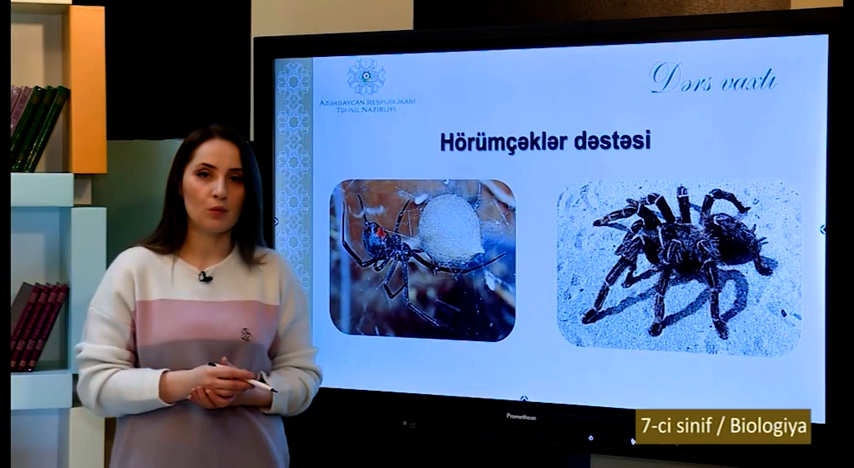 Dərs vaxtı
AZƏRBAYCAN RESPUBLİKASI
TƏHSİL NAZİRLİYİ
Hörümçəklər dəstəsi
Promethean
7-ci sinif / Biologiya